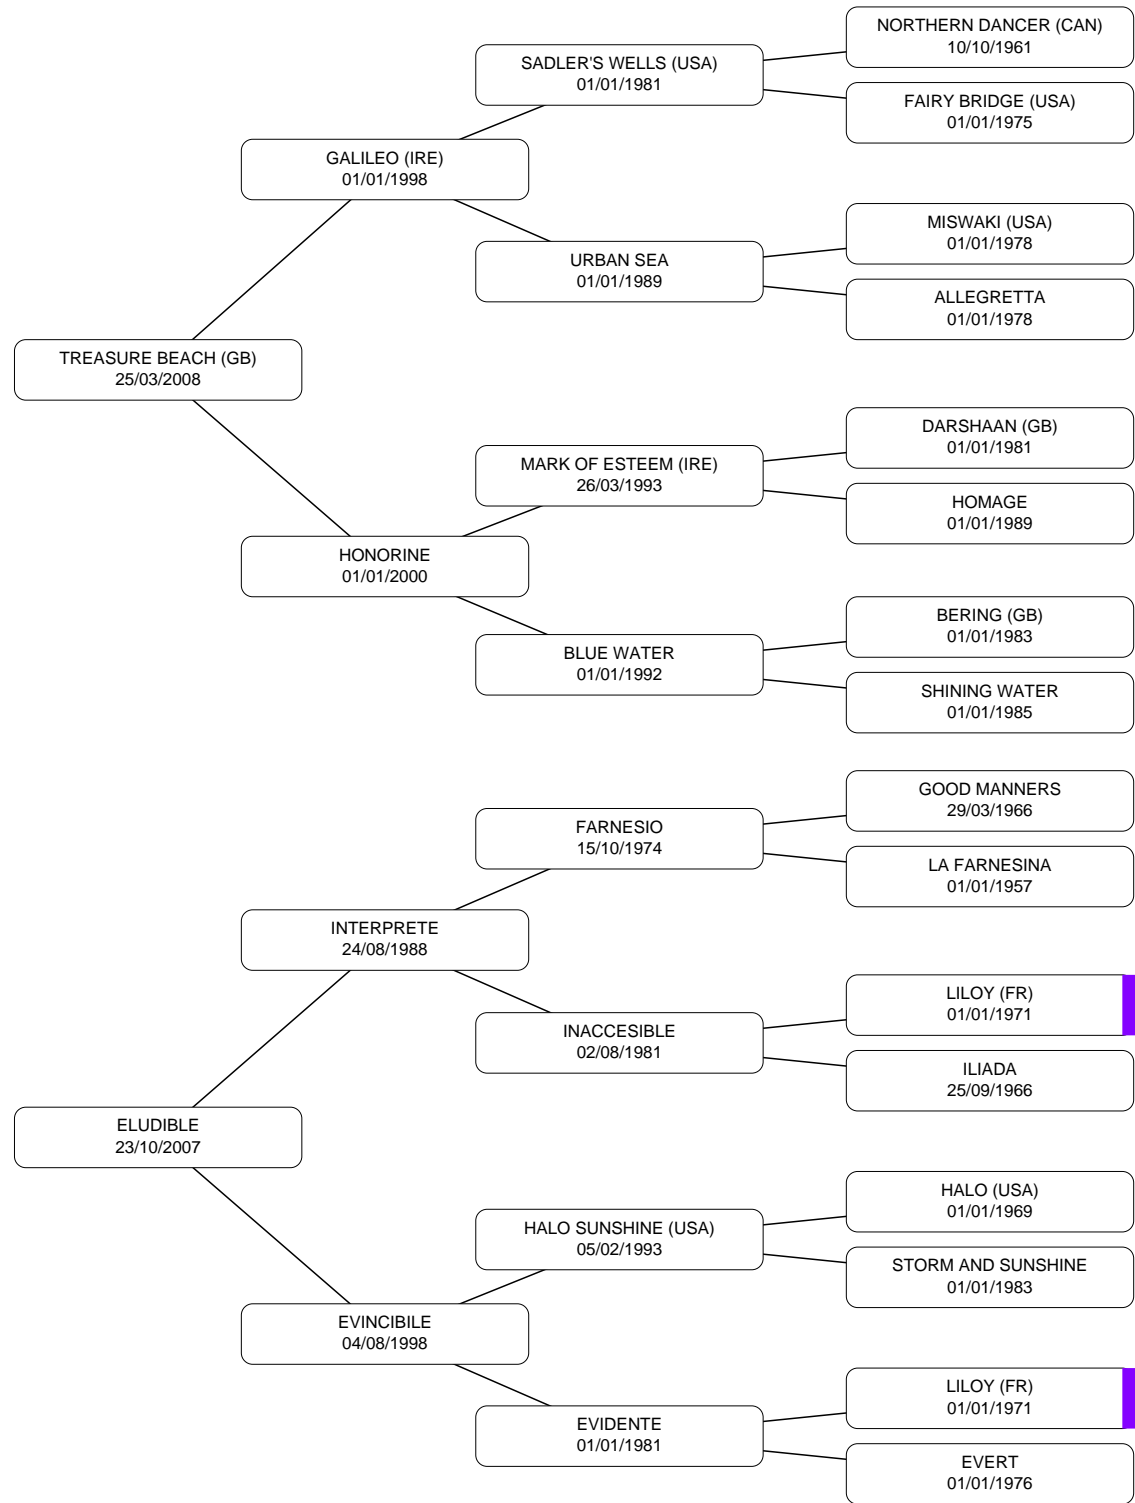 NORTHERN DANCER (CAN)
10/10/1961
SADLER'S WELLS (USA)
01/01/1981
FAIRY BRIDGE (USA)
01/01/1975
GALILEO (IRE)
01/01/1998
MISWAKI (USA)
01/01/1978
URBAN SEA
01/01/1989
ALLEGRETTA
01/01/1978
TREASURE BEACH (GB)
25/03/2008
DARSHAAN (GB)
01/01/1981
MARK OF ESTEEM (IRE)
26/03/1993
HOMAGE
01/01/1989
HONORINE
01/01/2000
BERING (GB)
01/01/1983
BLUE WATER
01/01/1992
SHINING WATER
01/01/1985
GOOD MANNERS
29/03/1966
FARNESIO
15/10/1974
LA FARNESINA
01/01/1957
INTERPRETE
24/08/1988
LILOY (FR)
01/01/1971
INACCESIBLE
02/08/1981
ILIADA
25/09/1966
ELUDIBLE
23/10/2007
HALO (USA)
01/01/1969
HALO SUNSHINE (USA)
05/02/1993
STORM AND SUNSHINE
01/01/1983
EVINCIBILE
04/08/1998
LILOY (FR)
01/01/1971
EVIDENTE
01/01/1981
EVERT
01/01/1976